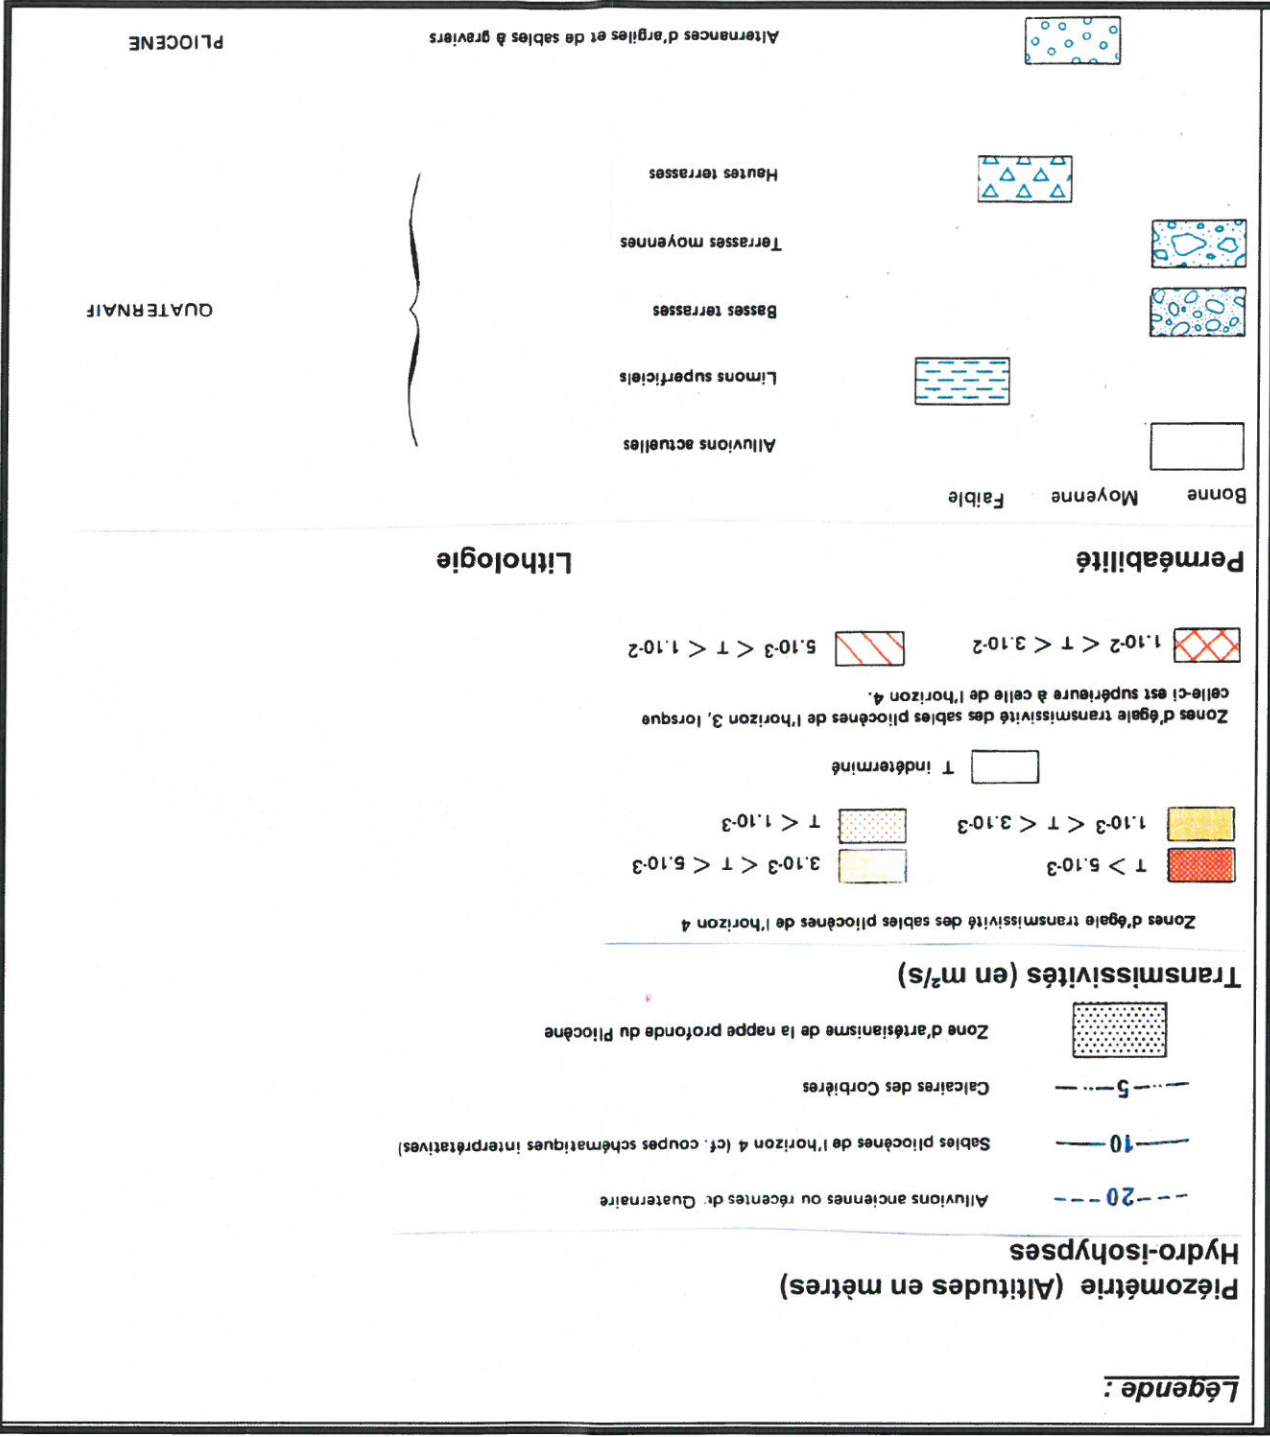 Légende :
Piézométrie (Altitudes en mètres)
Hydro-isohypses
---20--- Alluvions anciennes ou récentes du Quaternaire
10 Sables pliocènes de l'horizon 4 (cf. coupes schématiques interprétatives)
5 Calcaires des Corbières
Zone d'artésianisme de la nappe profonde du Pliocène
Transmissivités (en m²/s)
Zones d'égale transmissivité des sables pliocènes de l'horizon 4
T > 5.10-3 3.10-3 < T < 5.10-3
1.10-3 < T < 3.10-3 T < 1.10-3
T indéterminé
Zones d'égale transmissivité des sables pliocènes de l'horizon 3, lorsque
celle-ci est supérieure à celle de l'horizon 4.
1.10-2 < T < 3.10-2 5.10-3 < T < 1.10-2
Perméabilité Lithologie
Bonne Moyenne Faible
Alluvions actuelles
Limons superficiels
Basses terrasses
QUATERNAIF
Terrasses moyennes
Hautes terrasses
Alternances d'argiles et de sables à graviers PLIOCENE